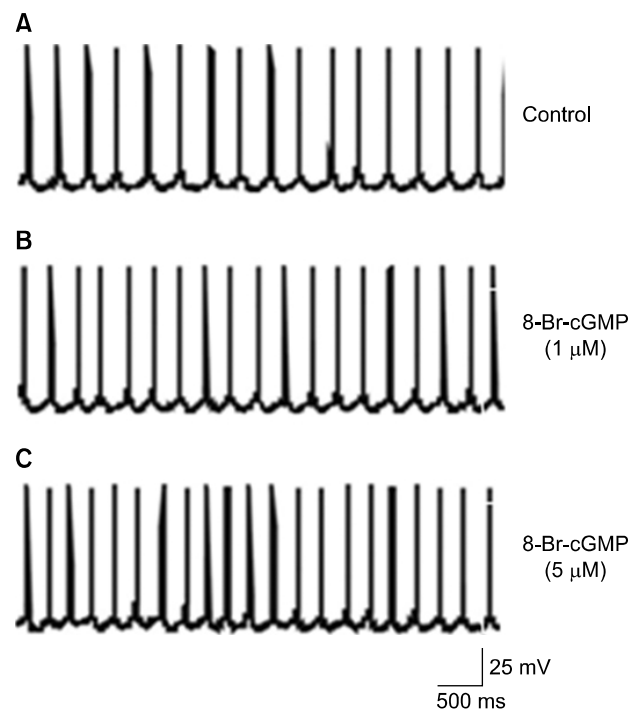 A
Control
B
8-Br-cGMP
(1 μM)
C
8-Br-cGMP
(5 μM)
25 mV
500 ms